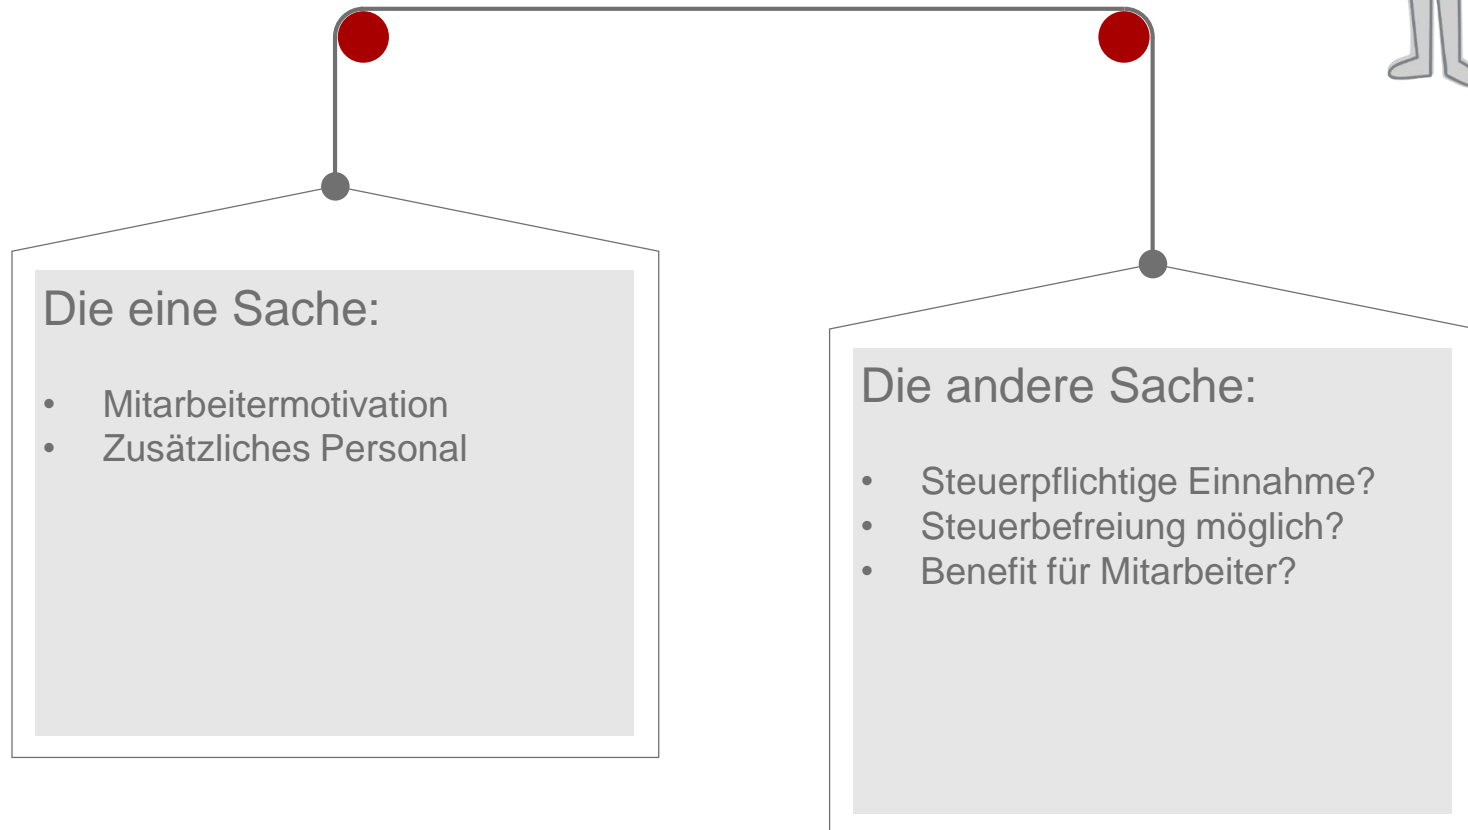 Die eine Sache:
• Mitarbeitermotivation
• Zusätzliches Personal
Die andere Sache:
• Steuerpflichtige Einnahme?
• Steuerbefreiung möglich?
• Benefit für Mitarbeiter?